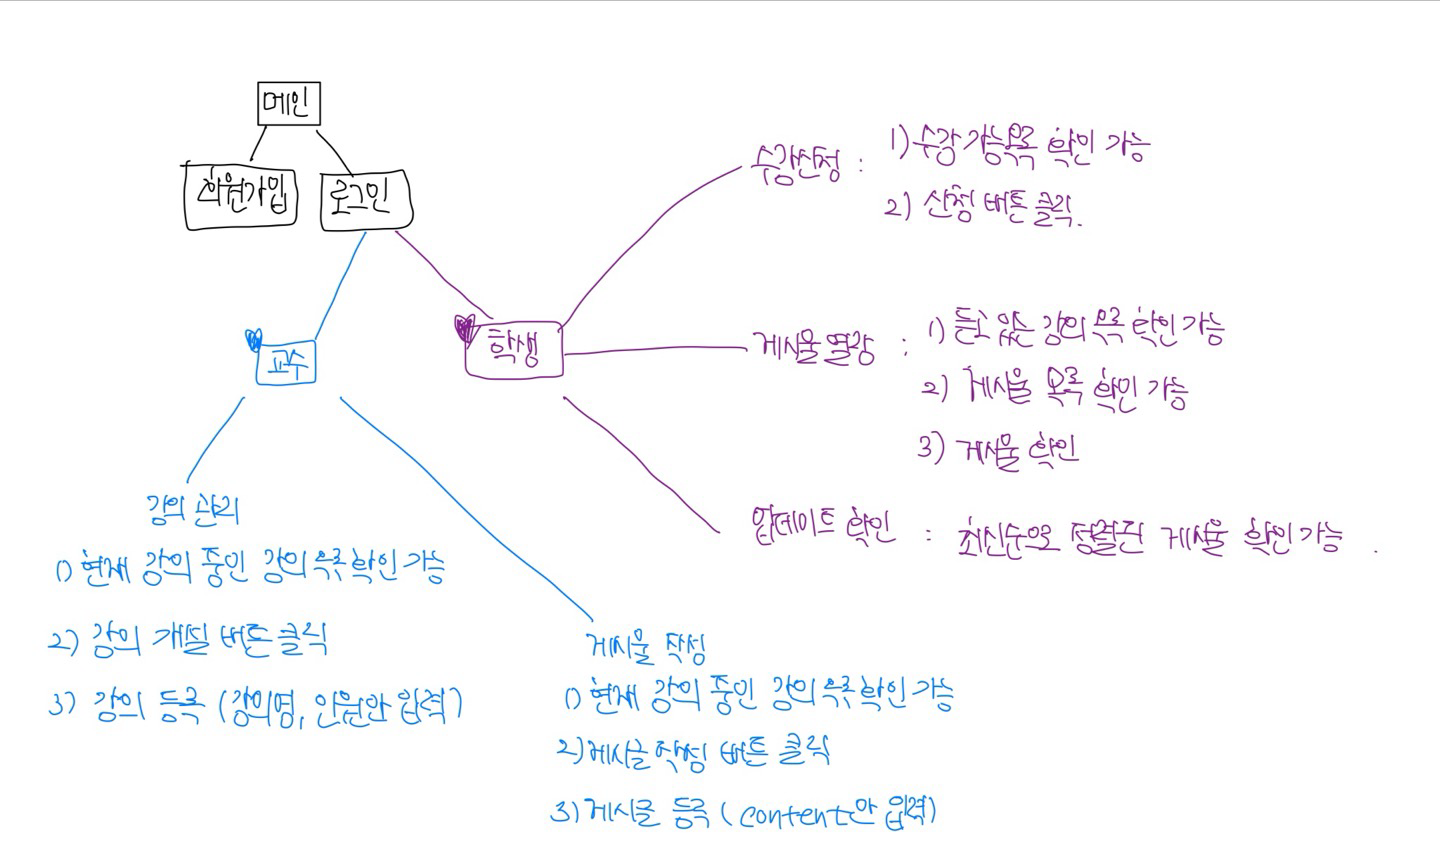 메인
회원가입
로그인
교수
학생
수강신청 :
1) 수강 가능 목록 확인 가능
2) 신청 버튼 클릭.
게시물 열람 :
1) 듣고 있는 강의 목록 확인 가능
2) 게시물 목록 확인 가능
3) 게시물 확인
업데이트 확인 : 최신순으로 정렬된 게시물 확인 가능 .
강의 관리
1) 현재 강의 중인 강의 목록 확인 가능
2) 강의 개설 버튼 클릭
3) 강의 등록 (강의명, 인원만 입력)
게시물 작성
1) 현재 강의 중인 강의 목록 확인 가능
2) 게시글 작성 버튼 클릭
3) 게시글 등록 (content만 입력)